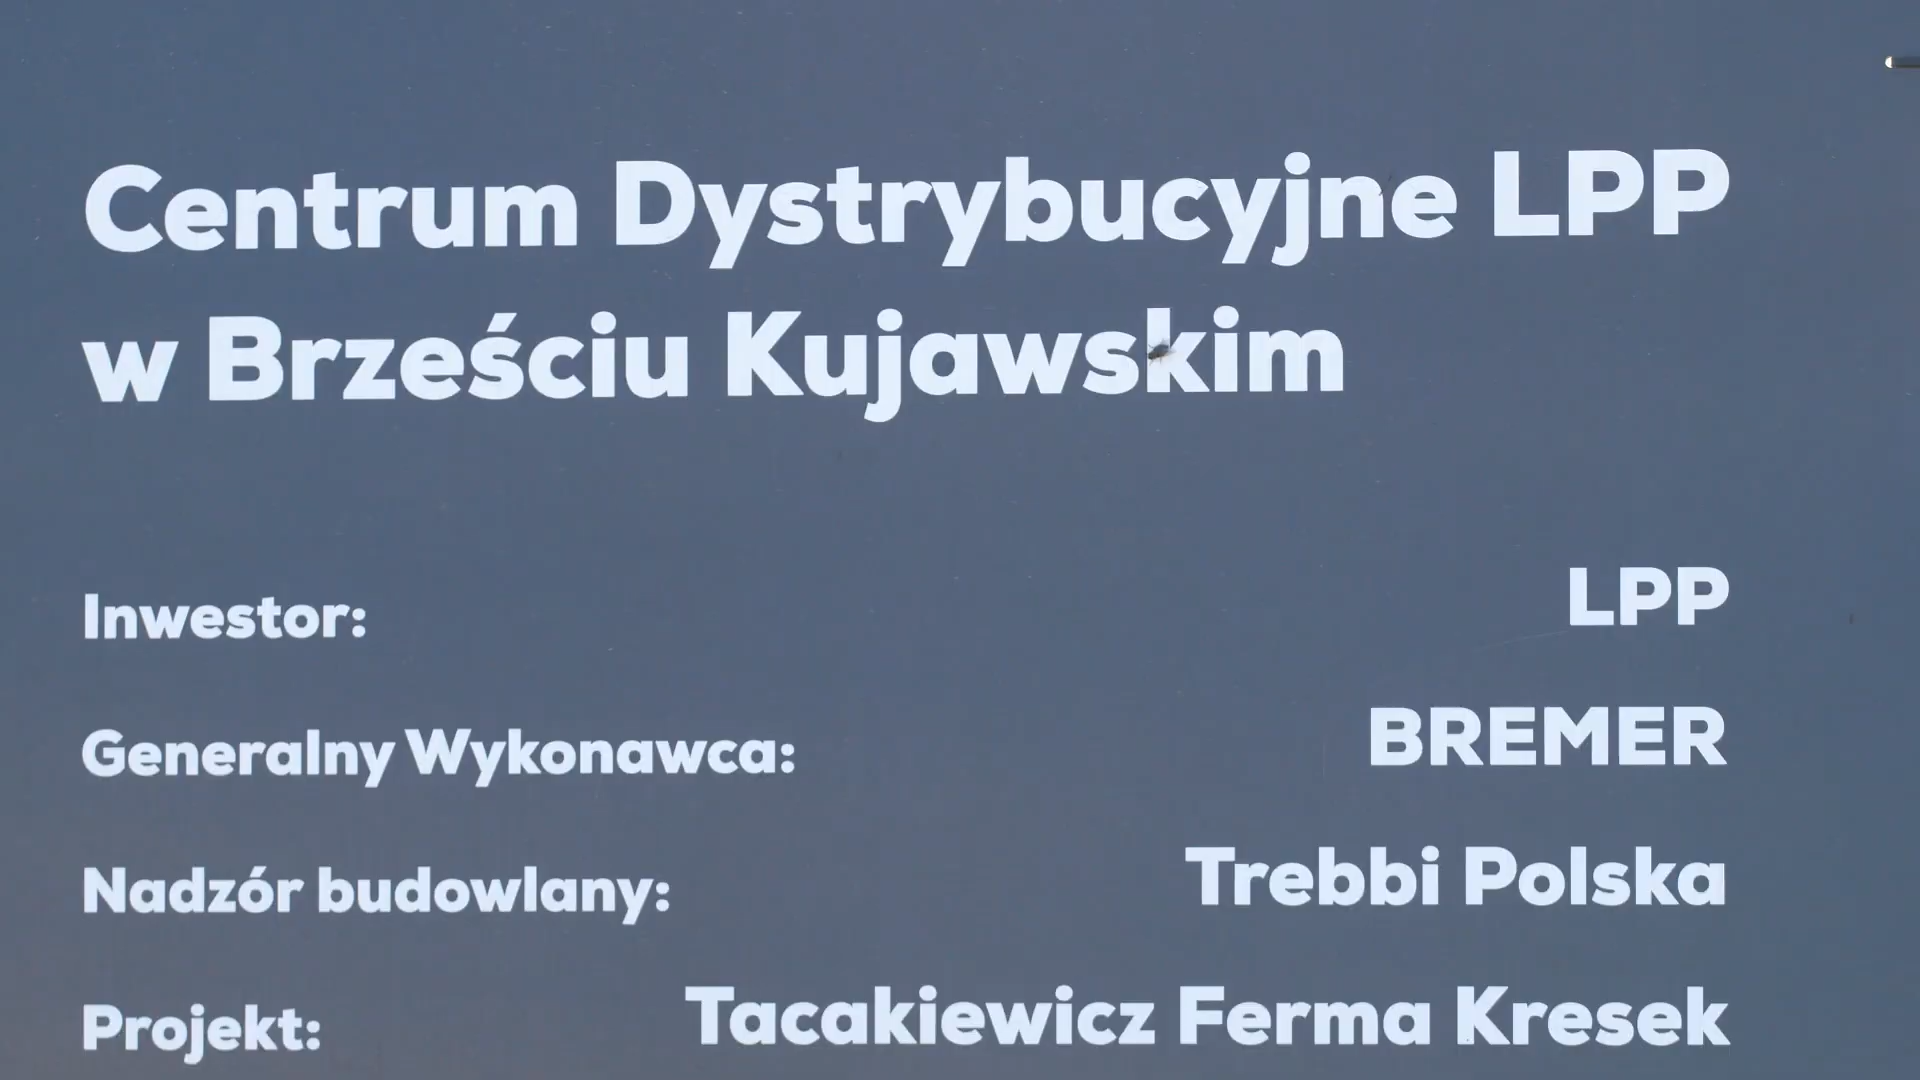 Centrum Dystrybucyjne LPP
w Brześciu Kujawskim
Inwestor: LPP
Generalny Wykonawca: BREMER
Nadzór budowlany: Trebbi Polska
Projekt: Tacakiewicz Ferma Kresek